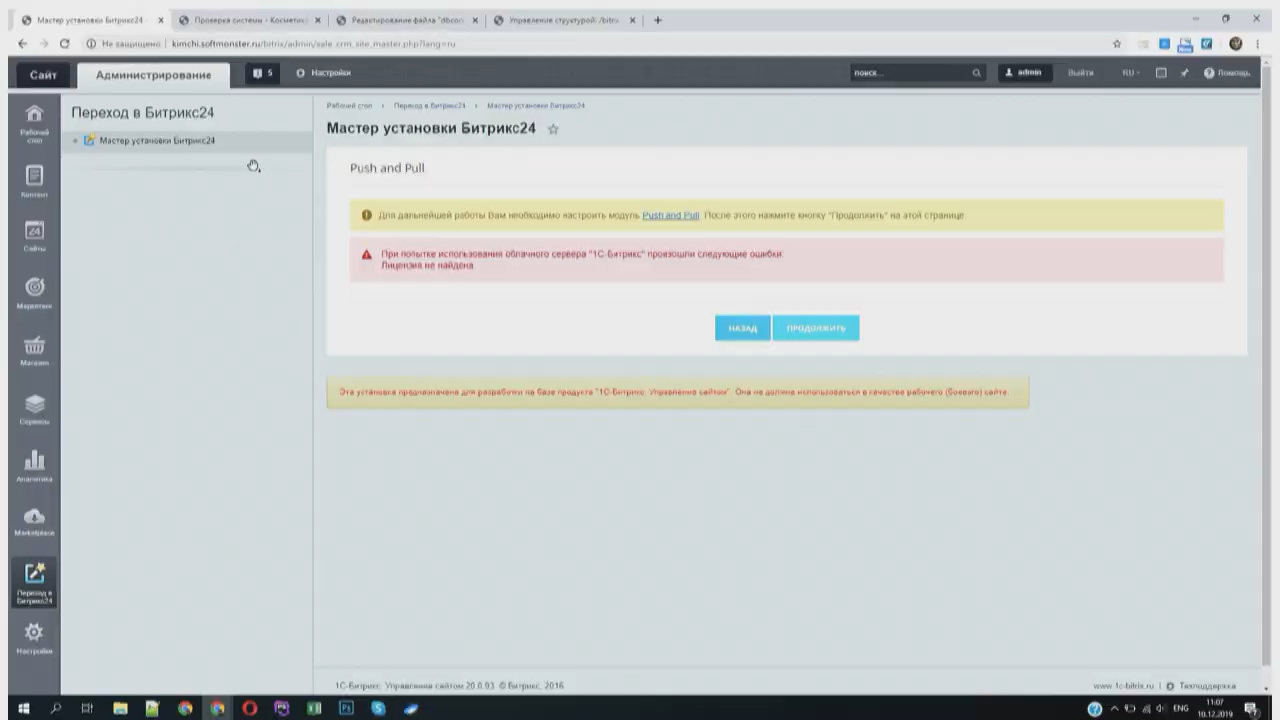 Мастер установки Битрикс24
Проверка системы - Космети
Редактирование файла "dbcon
Управление структурой: /bitrix
Не защищено | kimchi.softmonster.ru/bitrix/admin/sale_crm_site_master.php?lang=ru
Сайт
Администрирование
5
Настройки
поиск...
admin
Выйти
RU
Помощь
Рабочий стол
Переход в Битрикс24
Мастер установки Битрикс24
Контент
24
Сайты
Маркетинг
Магазин
Сервисы
Аналитика
Marketplace
Переход в Битрикс24
Настройки
Рабочий стол
Переход в Битрикс24
Мастер установки Битрикс24
Мастер установки Битрикс24
Push and Pull
Для дальнейшей работы Вам необходимо настроить модуль Push and Pull. После этого нажмите кнопку "Продолжить" на этой странице.
При попытке использования облачного сервера "1С-Битрикс" произошли следующие ошибки:
Лицензия не найдена
НАЗАД
ПРОДОЛЖИТЬ
Эта установка предназначена для разработки на базе продукта "1С-Битрикс: Управление сайтом". Она не должна использоваться в качестве рабочего (боевого) сайта.
1С-Битрикс: Управление сайтом 20.0.93. © Битрикс, 2016
www.1c-bitrix.ru
Техподдержка
ENG
11:07
10.12.2019